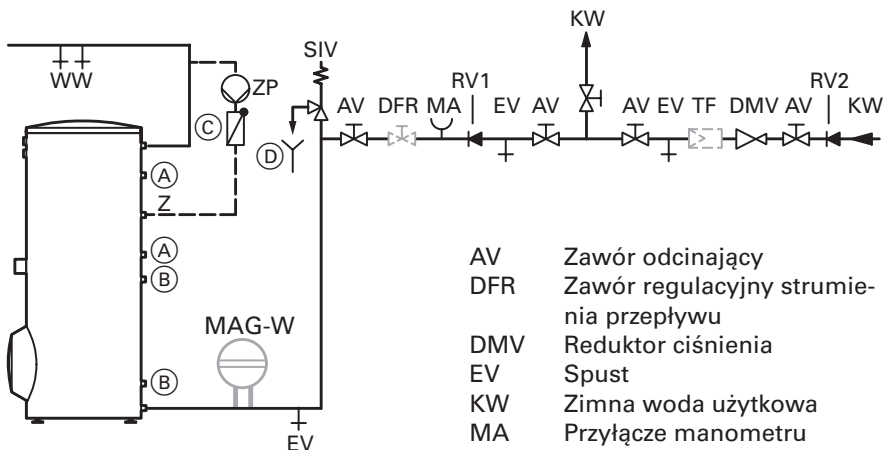 KW
SIV
WW
ZP
AV DFR MA RV1 EV AV AV EV TF DMV AV RV2 KW
C
D
A
Z
A
B
MAG-W
B
EV
AV Zawór odcinający
DFR Zawór regulacyjny strumie-
nia przepływu
DMV Reduktor ciśnienia
EV Spust
KW Zimna woda użytkowa
MA Przyłącze manometru